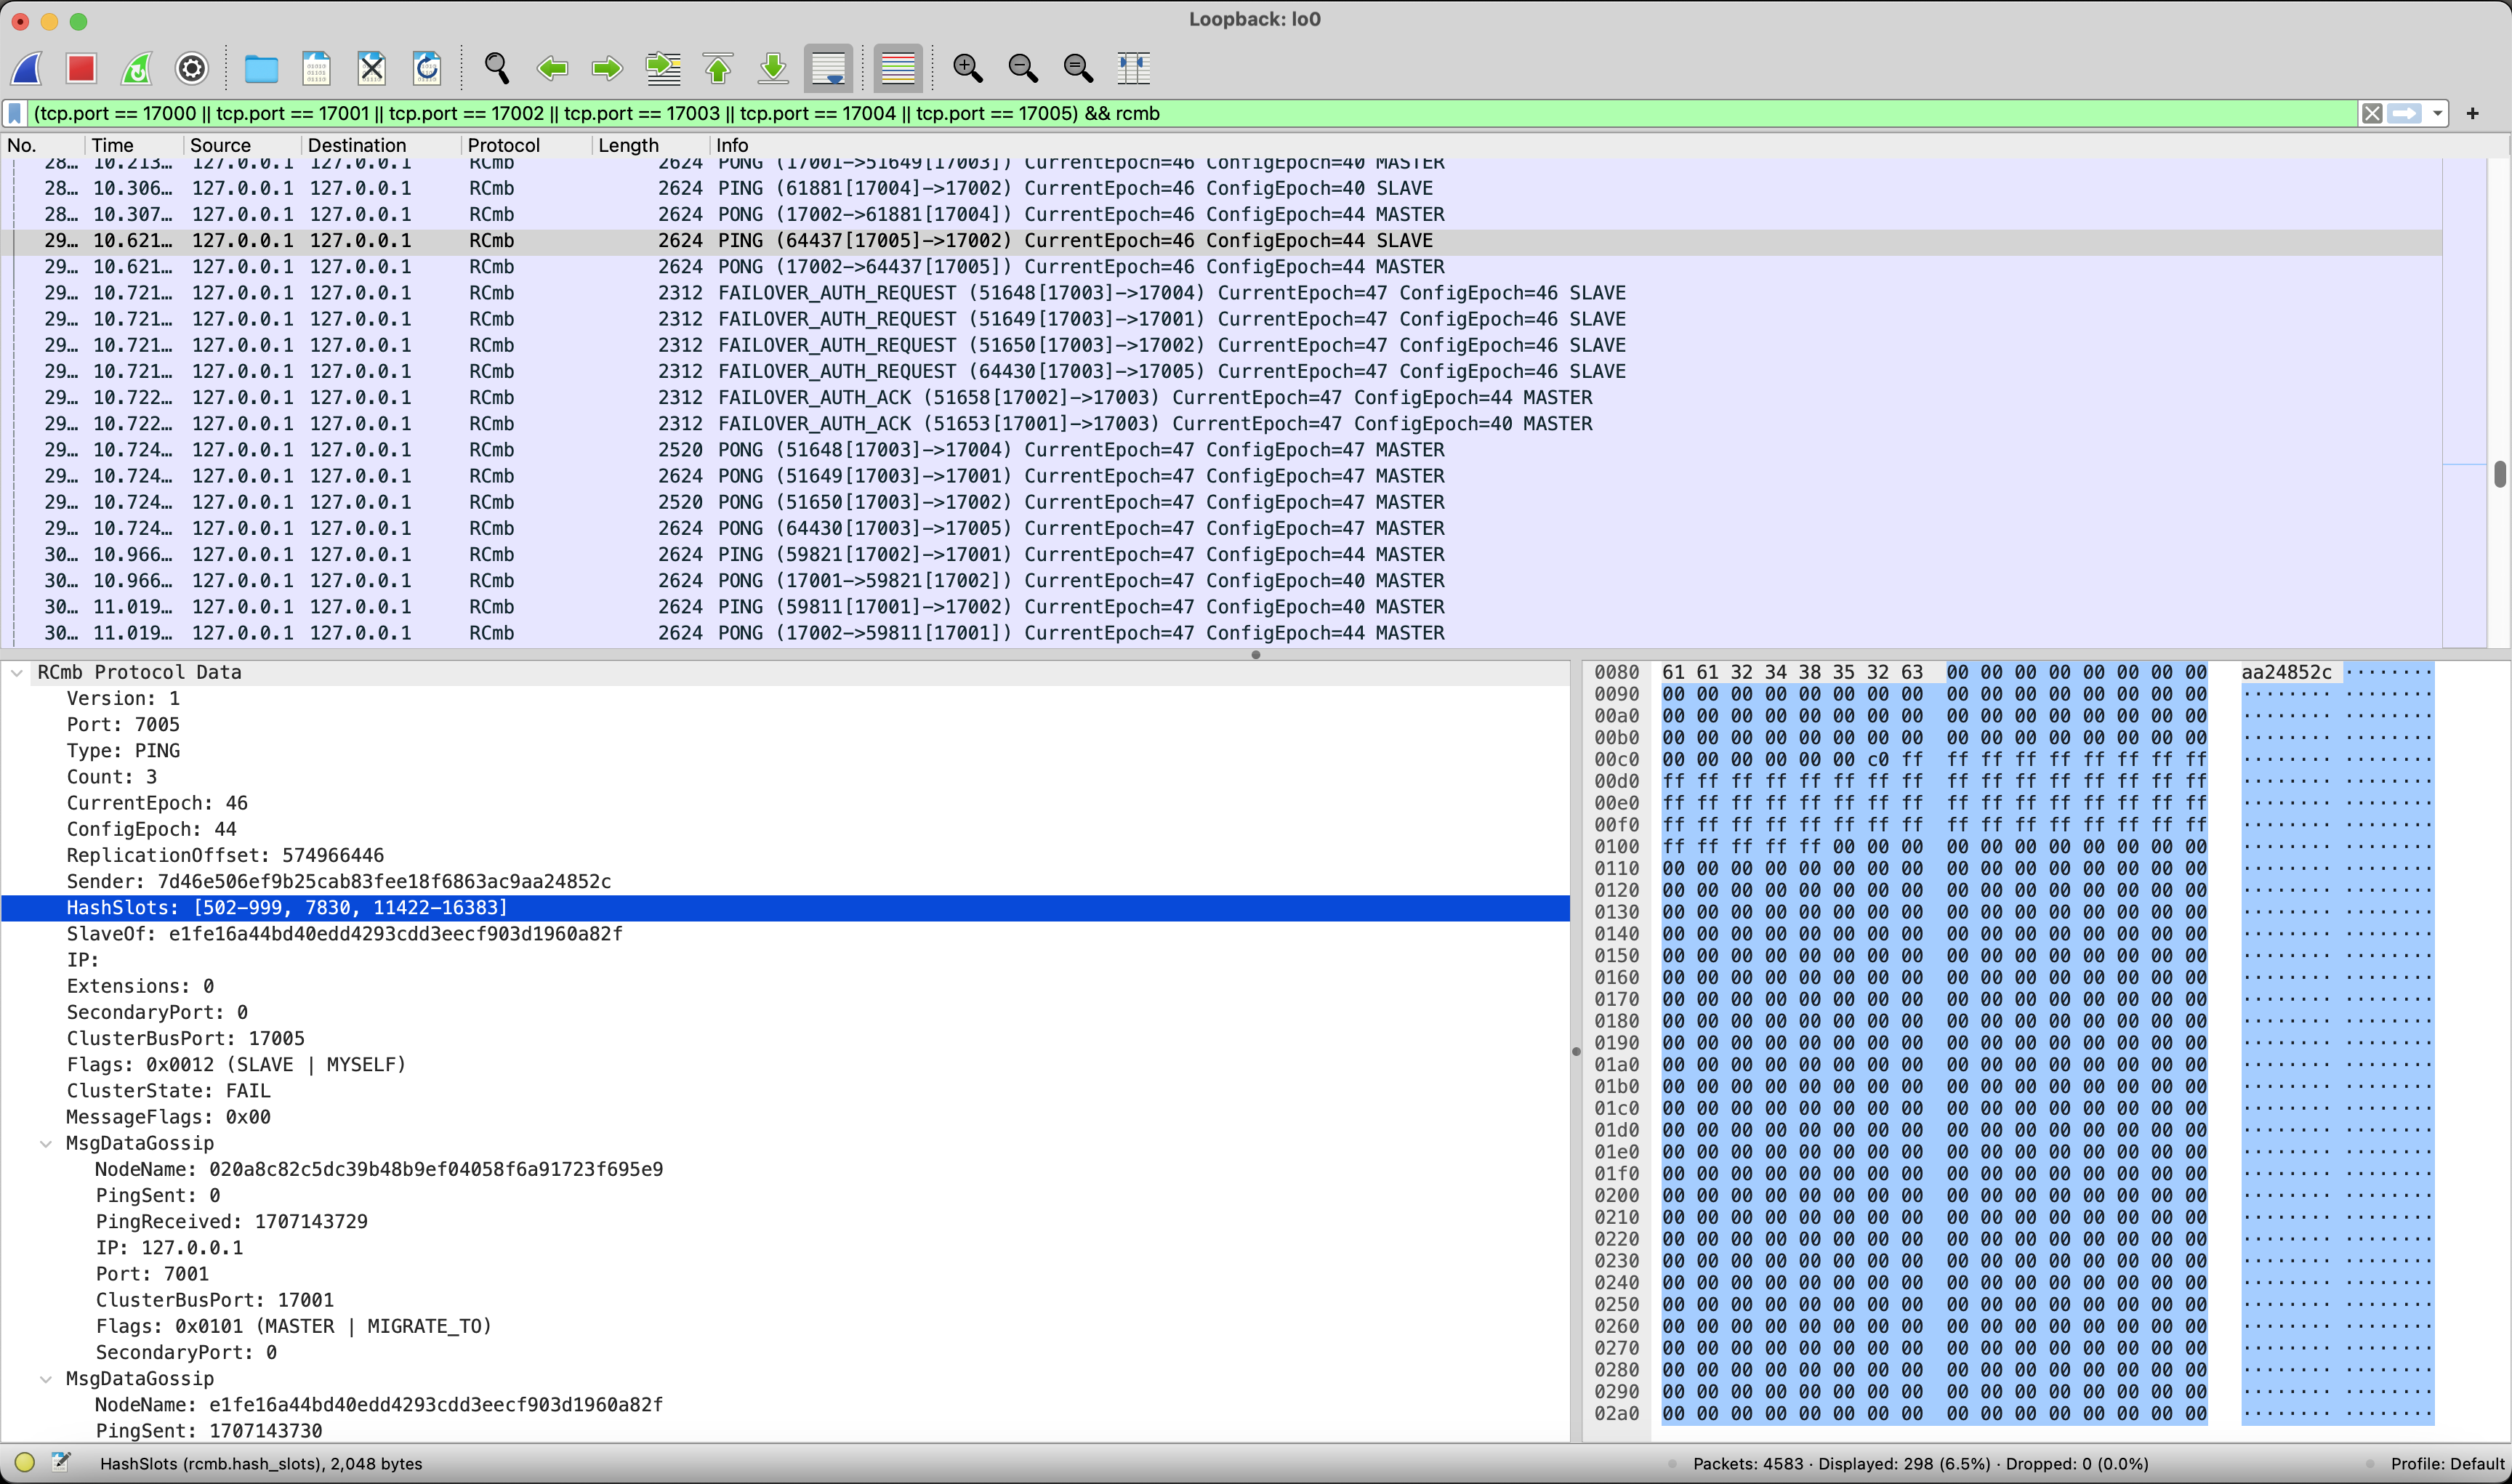 Loopback: lo0
(tcp.port == 17000 || tcp.port == 17001 || tcp.port == 17002 || tcp.port == 17003 || tcp.port == 17004 || tcp.port == 17005) && rcmb
No. Time Source Destination Protocol Length Info
28… 10.213… 127.0.0.1 127.0.0.1 RCmb 2624 PONG (17001->51649[17003]) CurrentEpoch=46 ConfigEpoch=40 MASTER
28… 10.306… 127.0.0.1 127.0.0.1 RCmb 2624 PING (61881[17004]->17002) CurrentEpoch=46 ConfigEpoch=40 SLAVE
28… 10.307… 127.0.0.1 127.0.0.1 RCmb 2624 PONG (17002->61881[17004]) CurrentEpoch=46 ConfigEpoch=44 MASTER
29… 10.621… 127.0.0.1 127.0.0.1 RCmb 2624 PING (64437[17005]->17002) CurrentEpoch=46 ConfigEpoch=44 SLAVE
29… 10.621… 127.0.0.1 127.0.0.1 RCmb 2624 PONG (17002->64437[17005]) CurrentEpoch=46 ConfigEpoch=44 MASTER
29… 10.721… 127.0.0.1 127.0.0.1 RCmb 2312 FAILOVER_AUTH_REQUEST (51648[17003]->17004) CurrentEpoch=47 ConfigEpoch=46 SLAVE
29… 10.721… 127.0.0.1 127.0.0.1 RCmb 2312 FAILOVER_AUTH_REQUEST (51649[17003]->17001) CurrentEpoch=47 ConfigEpoch=46 SLAVE
29… 10.721… 127.0.0.1 127.0.0.1 RCmb 2312 FAILOVER_AUTH_REQUEST (51650[17003]->17002) CurrentEpoch=47 ConfigEpoch=46 SLAVE
29… 10.721… 127.0.0.1 127.0.0.1 RCmb 2312 FAILOVER_AUTH_REQUEST (64430[17003]->17005) CurrentEpoch=47 ConfigEpoch=46 SLAVE
29… 10.722… 127.0.0.1 127.0.0.1 RCmb 2312 FAILOVER_AUTH_ACK (51658[17002]->17003) CurrentEpoch=47 ConfigEpoch=44 MASTER
29… 10.722… 127.0.0.1 127.0.0.1 RCmb 2312 FAILOVER_AUTH_ACK (51653[17001]->17003) CurrentEpoch=47 ConfigEpoch=40 MASTER
29… 10.724… 127.0.0.1 127.0.0.1 RCmb 2520 PONG (51648[17003]->17004) CurrentEpoch=47 ConfigEpoch=47 MASTER
29… 10.724… 127.0.0.1 127.0.0.1 RCmb 2624 PONG (51649[17003]->17001) CurrentEpoch=47 ConfigEpoch=47 MASTER
29… 10.724… 127.0.0.1 127.0.0.1 RCmb 2520 PONG (51650[17003]->17002) CurrentEpoch=47 ConfigEpoch=47 MASTER
29… 10.724… 127.0.0.1 127.0.0.1 RCmb 2624 PONG (64430[17003]->17005) CurrentEpoch=47 ConfigEpoch=47 MASTER
30… 10.966… 127.0.0.1 127.0.0.1 RCmb 2624 PING (59821[17002]->17001) CurrentEpoch=47 ConfigEpoch=44 MASTER
30… 10.966… 127.0.0.1 127.0.0.1 RCmb 2624 PONG (17001->59821[17002]) CurrentEpoch=47 ConfigEpoch=40 MASTER
30… 11.019… 127.0.0.1 127.0.0.1 RCmb 2624 PING (59811[17001]->17002) CurrentEpoch=47 ConfigEpoch=40 MASTER
30… 11.019… 127.0.0.1 127.0.0.1 RCmb 2624 PONG (17002->59811[17001]) CurrentEpoch=47 ConfigEpoch=44 MASTER
RCmb Protocol Data
Version: 1
Port: 7005
Type: PING
Count: 3
CurrentEpoch: 46
ConfigEpoch: 44
ReplicationOffset: 574966446
Sender: 7d46e506ef9b25cab83fee18f6863ac9aa24852c
HashSlots: [502-999, 7830, 11422-16383]
SlaveOf: e1fe16a44bd40edd4293cdd3eecf903d1960a82f
IP:
Extensions: 0
SecondaryPort: 0
ClusterBusPort: 17005
Flags: 0x0012 (SLAVE | MYSELF)
ClusterState: FAIL
MessageFlags: 0x00
MsgDataGossip
NodeName: 020a8c82c5dc39b48b9ef04058f6a91723f695e9
PingSent: 0
PingReceived: 1707143729
IP: 127.0.0.1
Port: 7001
ClusterBusPort: 17001
Flags: 0x0101 (MASTER | MIGRATE_TO)
SecondaryPort: 0
MsgDataGossip
NodeName: e1fe16a44bd40edd4293cdd3eecf903d1960a82f
PingSent: 1707143730
0080 61 61 32 34 38 35 32 63 00 00 00 00 00 00 00 00 aa24852c ········
0090 00 00 00 00 00 00 00 00 00 00 00 00 00 00 00 00 ········ ········
00a0 00 00 00 00 00 00 00 00 00 00 00 00 00 00 00 00 ········ ········
00b0 00 00 00 00 00 00 00 00 00 00 00 00 00 00 00 00 ········ ········
00c0 00 00 00 00 00 00 c0 ff ff ff ff ff ff ff ff ff ········ ········
00d0 ff ff ff ff ff ff ff ff ff ff ff ff ff ff ff ff ········ ········
00e0 ff ff ff ff ff ff ff ff ff ff ff ff ff ff ff ff ········ ········
00f0 ff ff ff ff ff ff ff ff ff ff ff ff ff ff ff ff ········ ········
0100 ff ff ff ff ff 00 00 00 00 00 00 00 00 00 00 00 ········ ········
0110 00 00 00 00 00 00 00 00 00 00 00 00 00 00 00 00 ········ ········
0120 00 00 00 00 00 00 00 00 00 00 00 00 00 00 00 00 ········ ········
0130 00 00 00 00 00 00 00 00 00 00 00 00 00 00 00 00 ········ ········
0140 00 00 00 00 00 00 00 00 00 00 00 00 00 00 00 00 ········ ········
0150 00 00 00 00 00 00 00 00 00 00 00 00 00 00 00 00 ········ ········
0160 00 00 00 00 00 00 00 00 00 00 00 00 00 00 00 00 ········ ········
0170 00 00 00 00 00 00 00 00 00 00 00 00 00 00 00 00 ········ ········
0180 00 00 00 00 00 00 00 00 00 00 00 00 00 00 00 00 ········ ········
0190 00 00 00 00 00 00 00 00 00 00 00 00 00 00 00 00 ········ ········
01a0 00 00 00 00 00 00 00 00 00 00 00 00 00 00 00 00 ········ ········
01b0 00 00 00 00 00 00 00 00 00 00 00 00 00 00 00 00 ········ ········
01c0 00 00 00 00 00 00 00 00 00 00 00 00 00 00 00 00 ········ ········
01d0 00 00 00 00 00 00 00 00 00 00 00 00 00 00 00 00 ········ ········
01e0 00 00 00 00 00 00 00 00 00 00 00 00 00 00 00 00 ········ ········
01f0 00 00 00 00 00 00 00 00 00 00 00 00 00 00 00 00 ········ ········
0200 00 00 00 00 00 00 00 00 00 00 00 00 00 00 00 00 ········ ········
0210 00 00 00 00 00 00 00 00 00 00 00 00 00 00 00 00 ········ ········
0220 00 00 00 00 00 00 00 00 00 00 00 00 00 00 00 00 ········ ········
0230 00 00 00 00 00 00 00 00 00 00 00 00 00 00 00 00 ········ ········
0240 00 00 00 00 00 00 00 00 00 00 00 00 00 00 00 00 ········ ········
0250 00 00 00 00 00 00 00 00 00 00 00 00 00 00 00 00 ········ ········
0260 00 00 00 00 00 00 00 00 00 00 00 00 00 00 00 00 ········ ········
0270 00 00 00 00 00 00 00 00 00 00 00 00 00 00 00 00 ········ ········
0280 00 00 00 00 00 00 00 00 00 00 00 00 00 00 00 00 ········ ········
0290 00 00 00 00 00 00 00 00 00 00 00 00 00 00 00 00 ········ ········
02a0 00 00 00 00 00 00 00 00 00 00 00 00 00 00 00 00 ········ ········
HashSlots (rcmb.hash_slots), 2,048 bytes
Packets: 4583 · Displayed: 298 (6.5%) · Dropped: 0 (0.0%)
Profile: Default